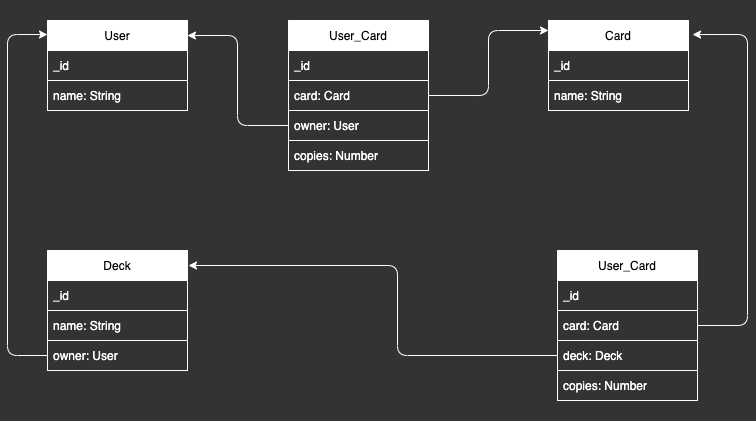 User
_id
name: String
User_Card
_id
card: Card
owner: User
copies: Number
Card
_id
name: String
Deck
_id
name: String
owner: User
User_Card
_id
card: Card
deck: Deck
copies: Number